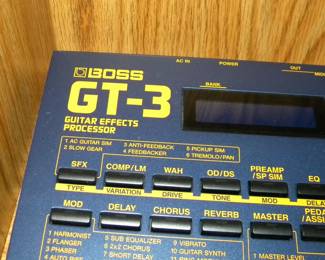 AC IN POWER OUT
BANK
BOSS
GT-3
GUITAR EFFECTS
PROCESSOR
1 AC GUITAR SIM 3 ANTI-FEEDBACK 5 PICKUP SIM
2 SLOW GEAR 4 FEEDBACKER 6 TREMOLO/PAN
SFX COMP/LM WAH OD/DS PREAMP/ SP SIM EQ
TYPE VARIATION DRIVE TONE MOD
MOD DELAY CHORUS REVERB MASTER
1 HARMONIST 5 SUB EQUALIZER 9 VIBRATO 1 MASTER LEVEL
2 FLANGER 6 2x2 CHORUS 10 GUITAR SYNTH
3 PHASER 7 SHORT DELAY